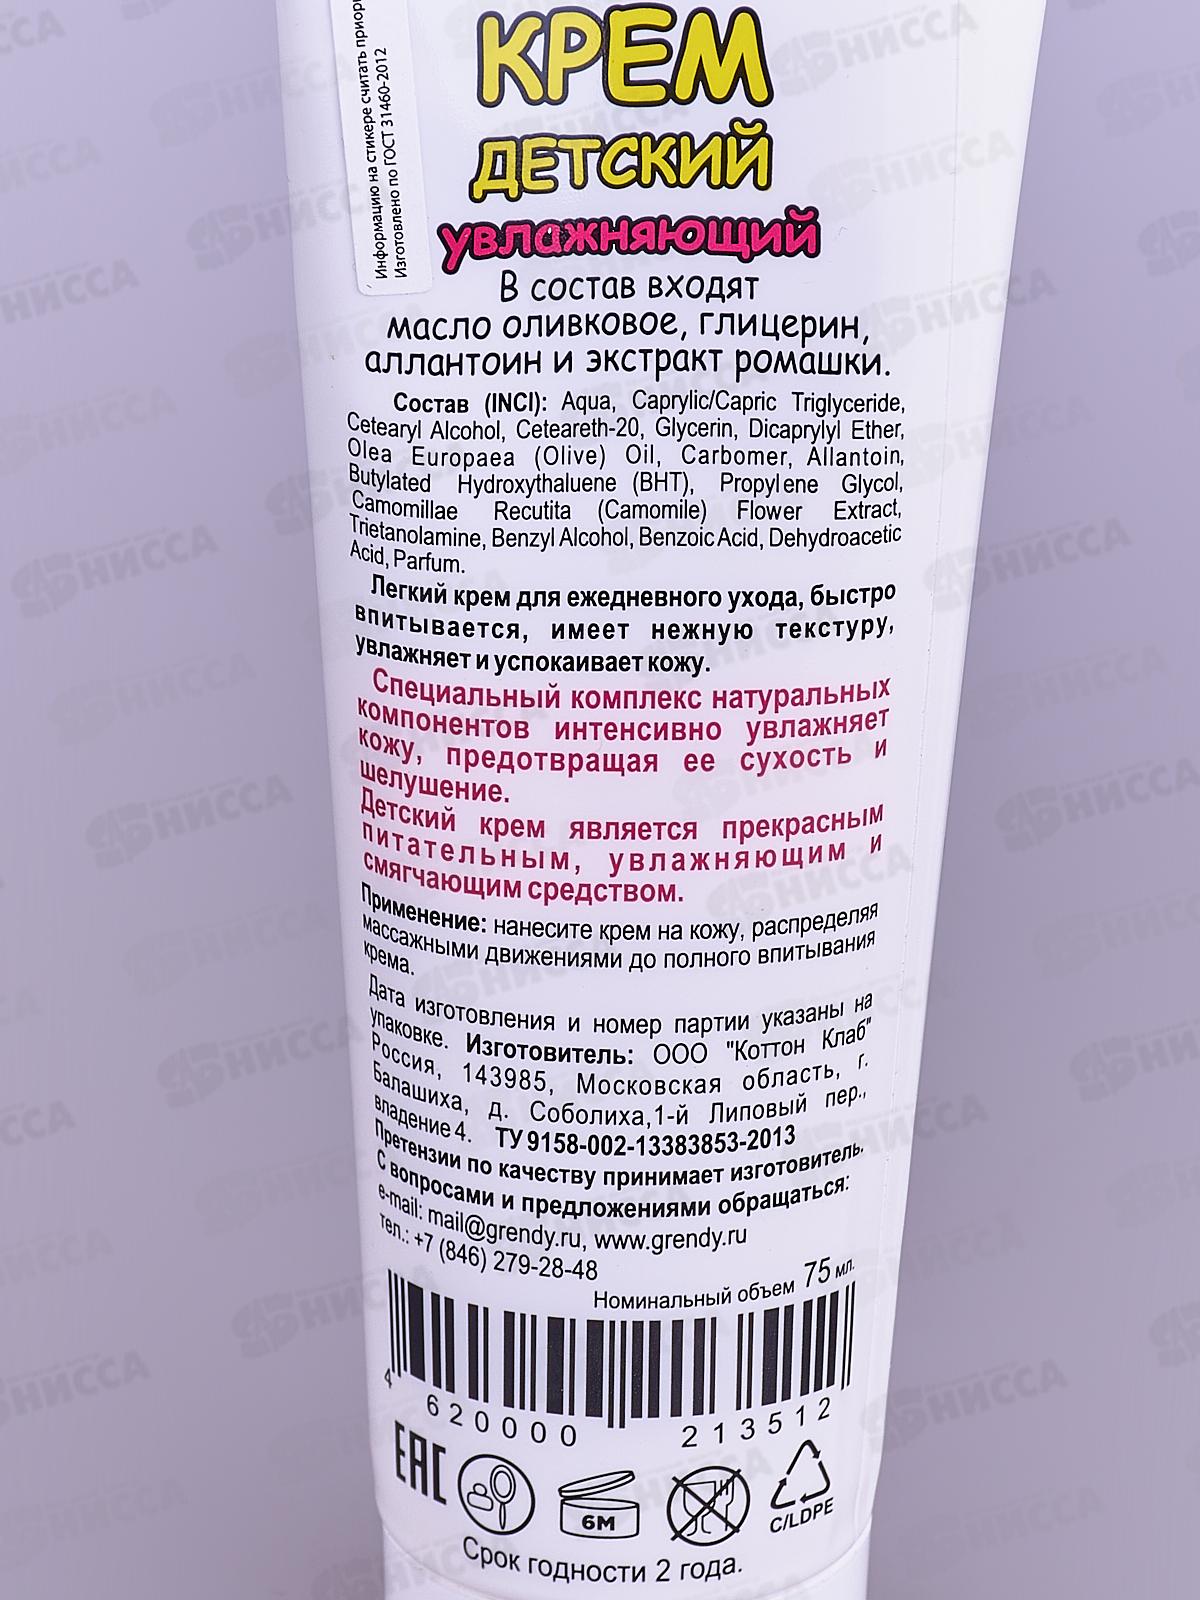 Информацию на стикере считать
Изготовлено по ГОСТ 31460-2012
КРЕМ
ДЕТСКИЙ
увлажняющий
В состав входят
масло оливковое, глицерин,
аллантоин и экстракт ромашки.
Состав (INCI): Aqua, Caprylic/Capric Triglyceride,
Cetearyl Alcohol, Ceteareth-20, Glycerin, Dicaprylyl Ether,
Olea Europaea (Olive) Oil, Carbomer, Allantoin,
Butylated Hydroxythaluene (BHT), Propylene Glycol,
Camomillae Recutita (Camomile) Flower Extract,
Trietanolamine, Benzyl Alcohol, Benzoic Acid, Dehydroacetic
Acid, Parfum.
Легкий крем для ежедневного ухода, быстро
впитывается, имеет нежную текстуру,
увлажняет и успокаивает кожу.
Специальный комплекс натуральных
компонентов интенсивно увлажняет
кожу, предотвращая ее сухость и
шелушение.
Детский крем является прекрасным
питательным, увлажняющим и
смягчающим средством.
Применение: нанесите крем на кожу, распределяя
массажными движениями до полного впитывания
крема.
Дата изготовления и номер партии указаны на
упаковке. Изготовитель: ООО "Коттон Клаб"
Россия, 143985, Московская область, г.
Балашиха, д. Соболиха,1-й Липовый пер.,
владение 4. ТУ 9158-002-13383853-2013
Претензии по качеству принимает изготовитель.
С вопросами и предложениями обращаться:
e-mail: mail@grendy.ru, www.grendy.ru
тел.: +7 (846) 279-28-48
Номинальный объем 75 мл.
4 620000 213512
EAC
6M
C/LDPE
Срок годности 2 года.